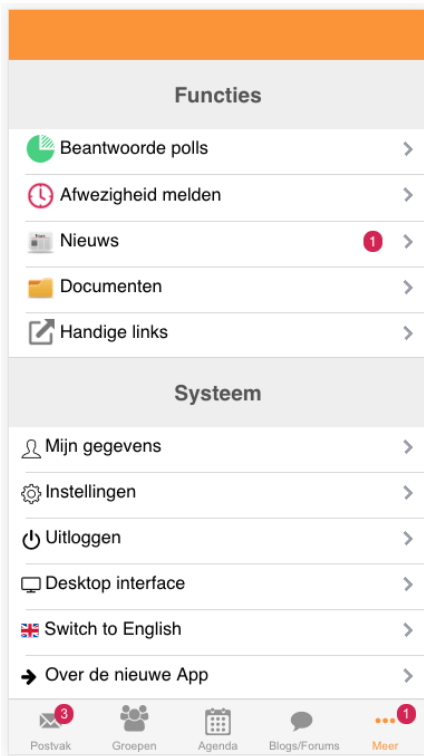 Functies
Beantwoorde polls
Afwezigheid melden
Nieuws 1
Documenten
Handige links
Systeem
Mijn gegevens
Instellingen
Uitloggen
Desktop interface
Switch to English
Over de nieuwe App
3 1
Postvak Groepen Agenda Blogs/Forums Meer